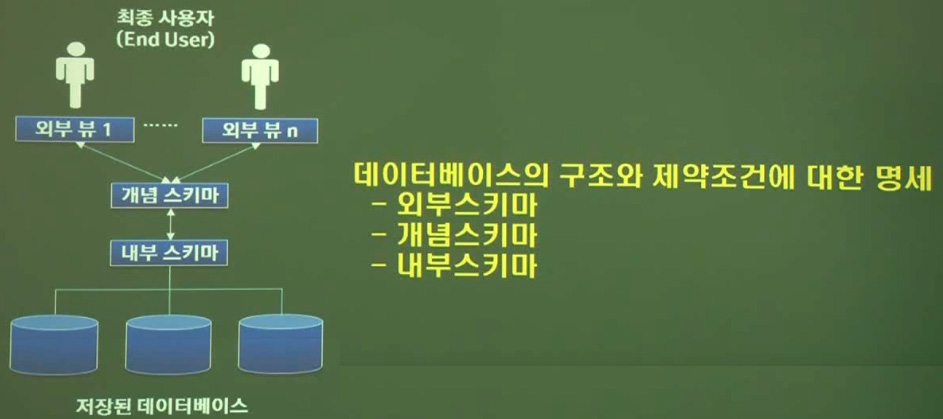 최종 사용자
(End User)
외부 뷰 1
······
외부 뷰 n
개념 스키마
내부 스키마
저장된 데이터베이스
데이터베이스의 구조와 제약조건에 대한 명세
- 외부스키마
- 개념스키마
- 내부스키마